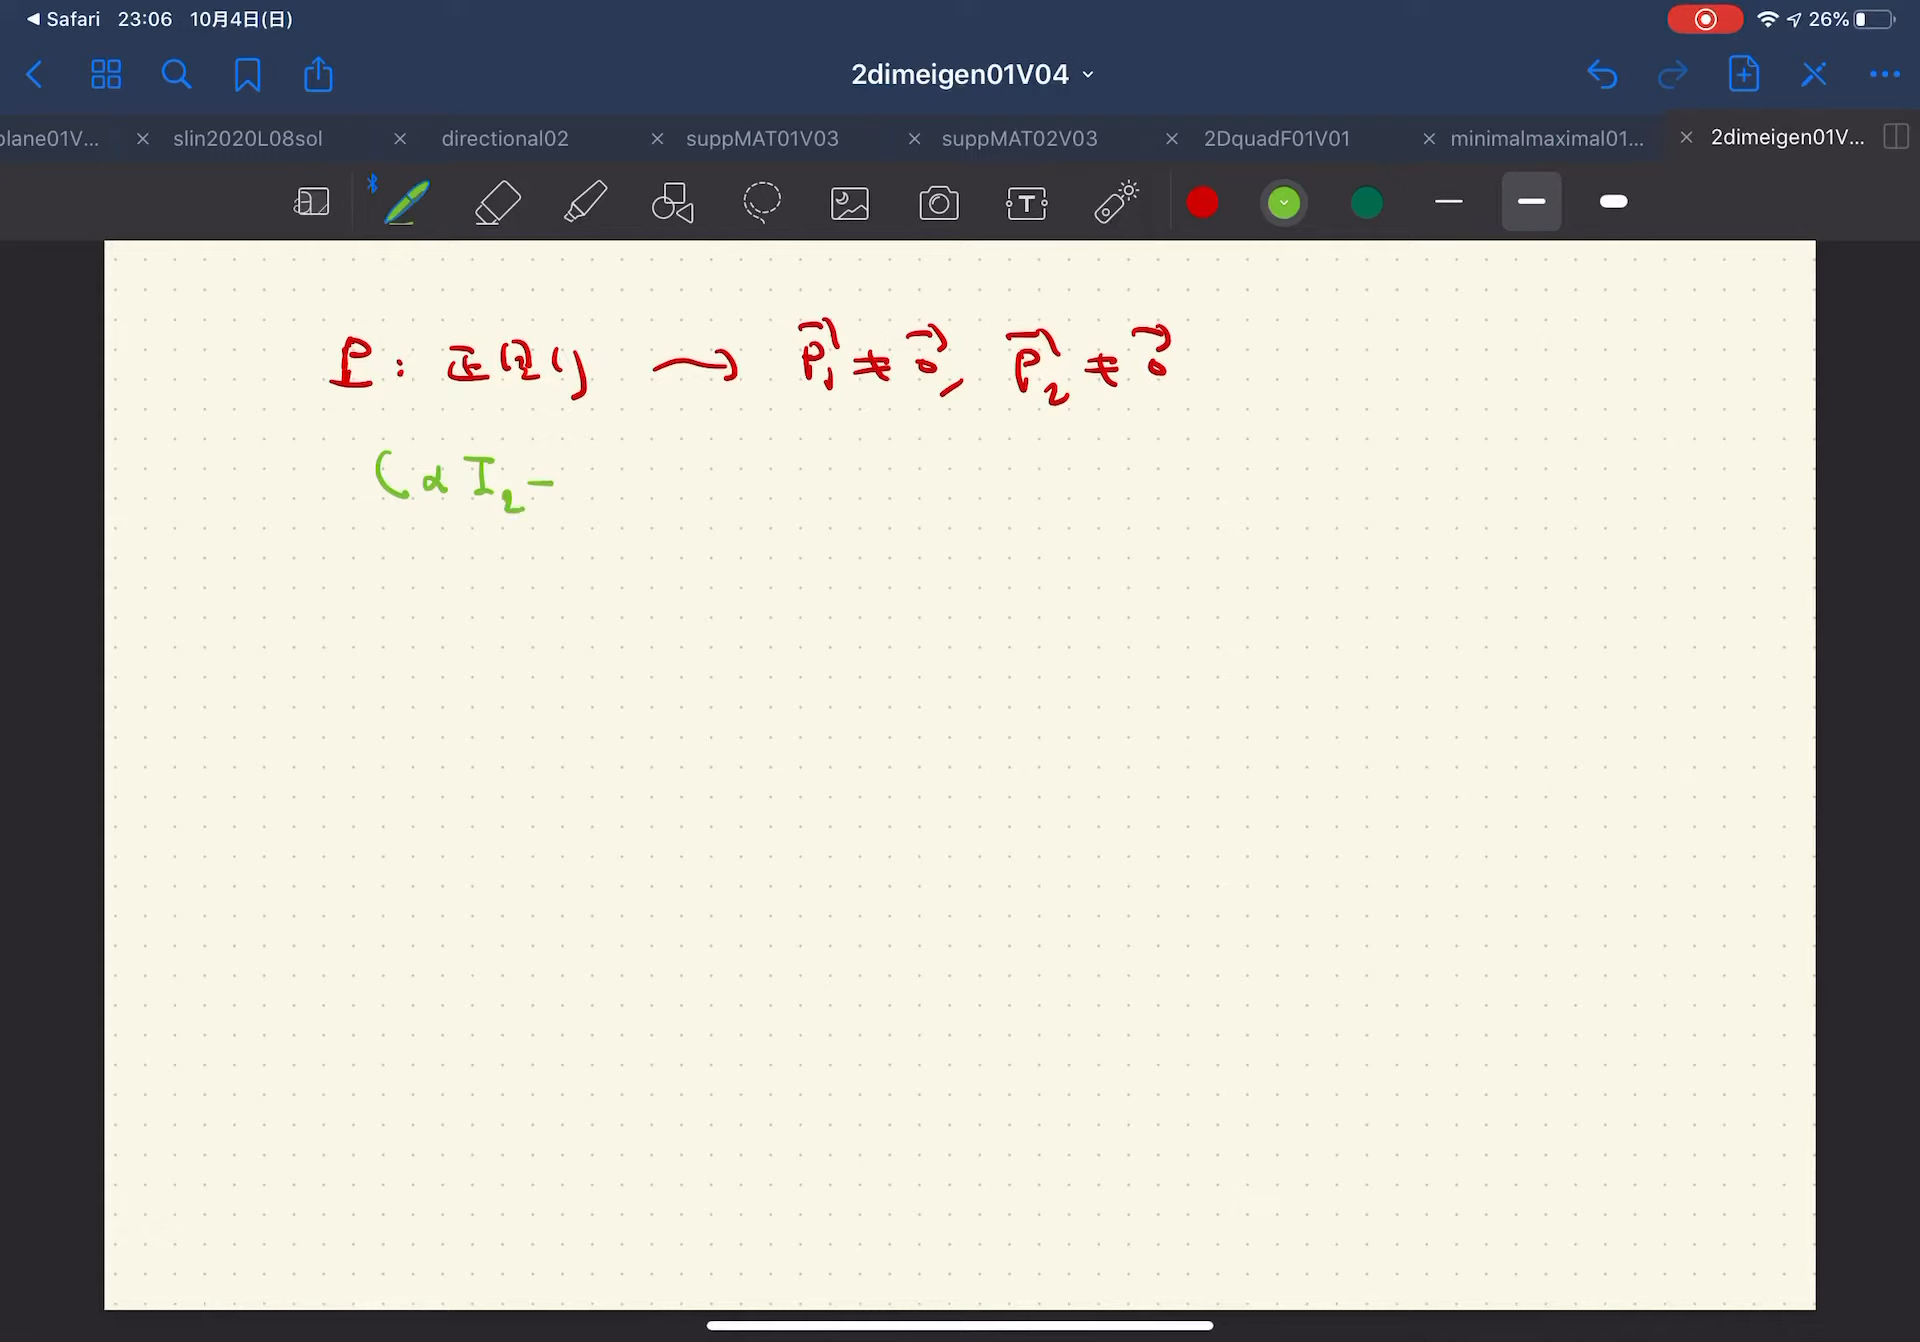 ◀ Safari 23:06 10月4日(日) 26%
2dimeigen01V04
plane01V... × slin2020L08sol × directional02 × suppMAT01V03 × suppMAT02V03 × 2DquadF01V01 × minimalmaximal01... × 2dimeigen01V...
P : 正則 ⟿ p⃗₁ ≠ 0⃗, p⃗₂ ≠ 0⃗
(α I₂ −